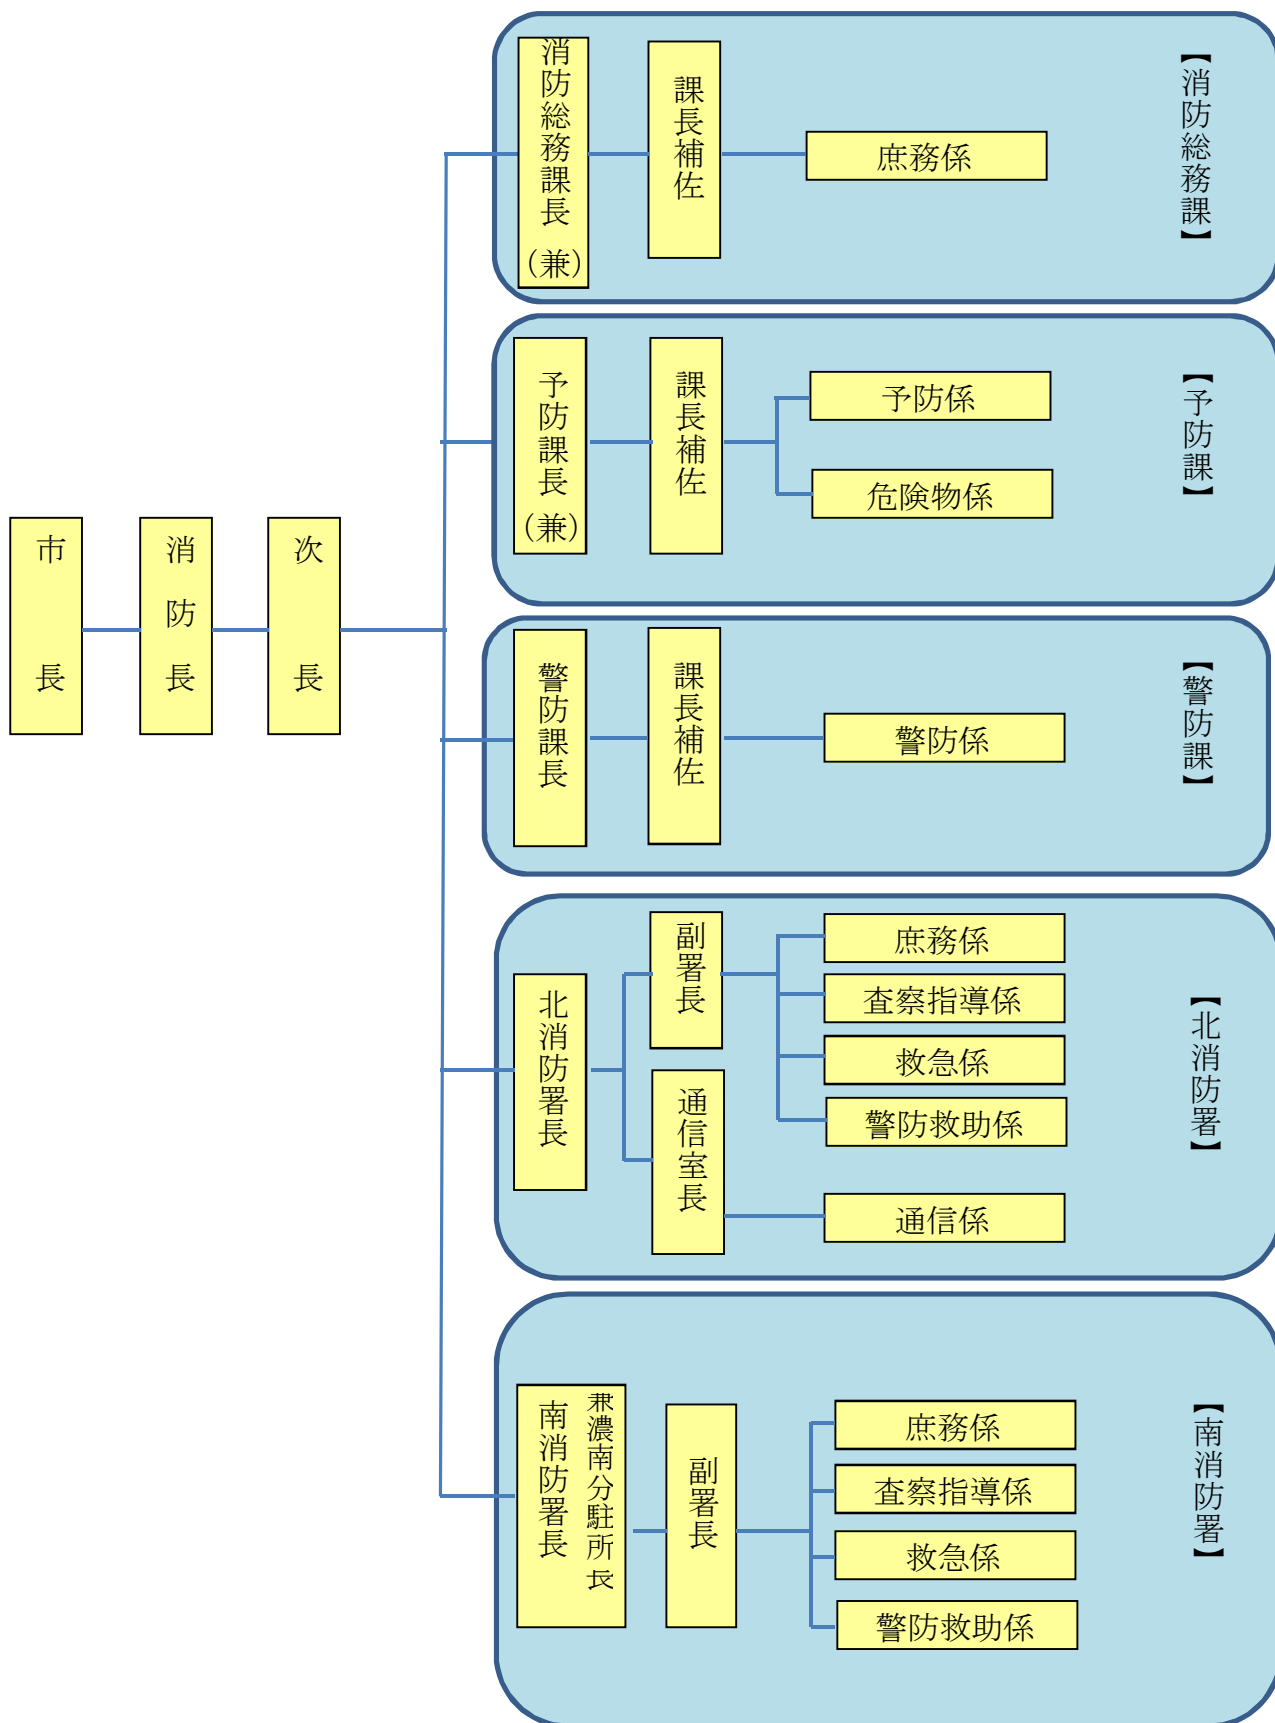 市長
消防長
次長
消防総務課長(兼)
課長補佐
庶務係
【消防総務課】
予防課長(兼)
課長補佐
予防係
危険物係
【予防課】
警防課長
課長補佐
警防係
【警防課】
北消防署長
副署長
庶務係
査察指導係
救急係
警防救助係
通信室長
通信係
【北消防署】
南消防署長
兼濃南分駐所長
副署長
庶務係
査察指導係
救急係
警防救助係
【南消防署】